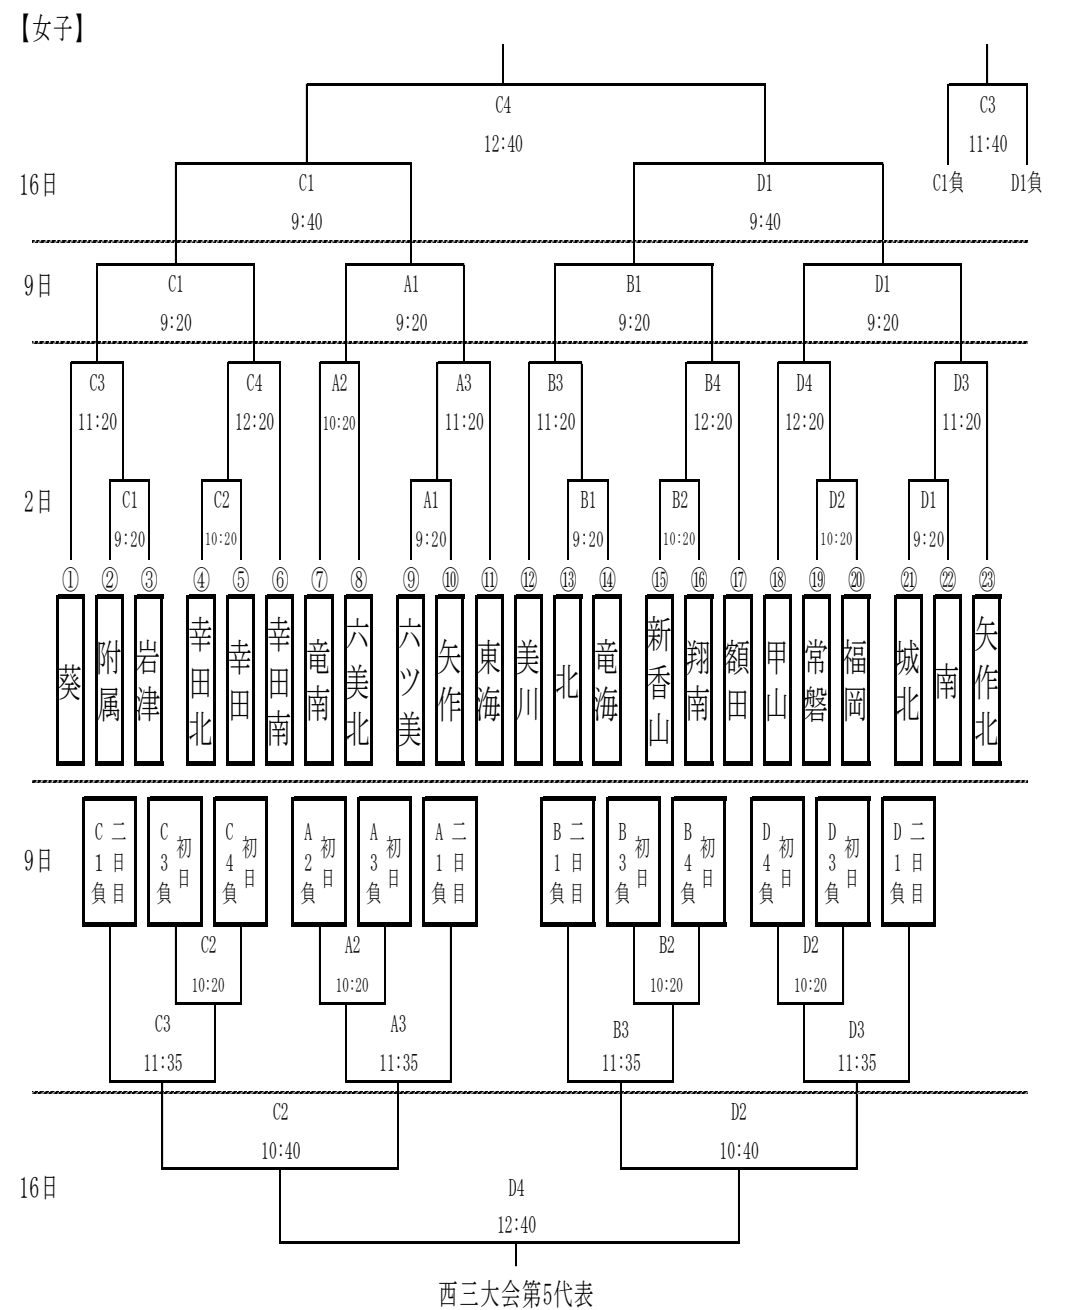 【女子】
C4
12:40
C3
11:40
C1負 D1負
16日
C1 D1
9:40 9:40
9日
C1 A1 B1 D1
9:20 9:20 9:20 9:20
C3 C4 A2 A3 B3 B4 D4 D3
11:20 12:20 10:20 11:20 11:20 12:20 12:20 11:20
2日
C1 C2 A1 B1 B2 D2 D1
9:20 10:20 9:20 9:20 10:20 10:20 9:20
① ② ③ ④ ⑤ ⑥ ⑦ ⑧ ⑨ ⑩ ⑪ ⑫ ⑬ ⑭ ⑮ ⑯ ⑰ ⑱ ⑲ ⑳ ㉑ ㉒ ㉓
葵
附属
岩津
幸田北
幸田
幸田南
竜南
六美北
六ツ美
矢作
東海
美川
北
竜海
新香山
翔南
額田
甲山
常磐
福岡
城北
南
矢作北
9日
二日目
C1負
初日
C3負
初日
C4負
初日
A2負
初日
A3負
二日目
A1負
二日目
B1負
初日
B3負
初日
B4負
初日
D4負
初日
D3負
二日目
D1負
C2 A2 B2 D2
10:20 10:20 10:20 10:20
C3 A3 B3 D3
11:35 11:35 11:35 11:35
C2 D2
10:40 10:40
16日
D4
12:40
西三大会第5代表